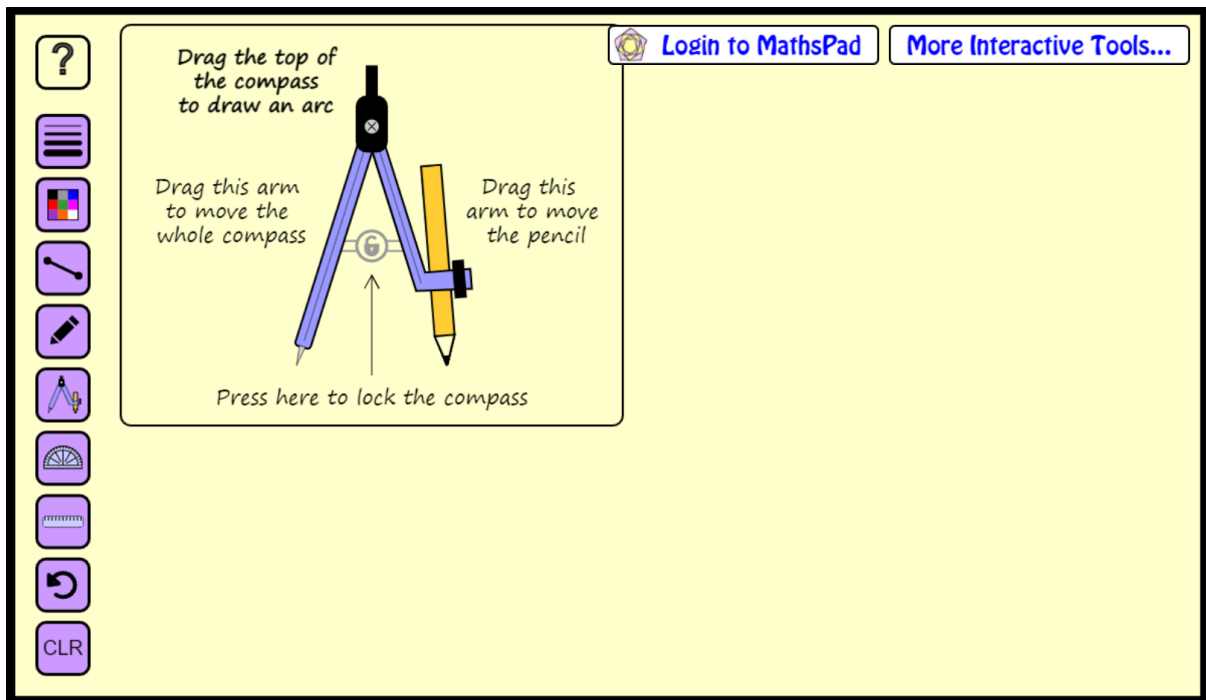 ?
Drag the top of
the compass
to draw an arc
Login to MathsPad
More Interactive Tools...
Drag this arm
to move the
whole compass
Drag this
arm to move
the pencil
Press here to lock the compass
CLR